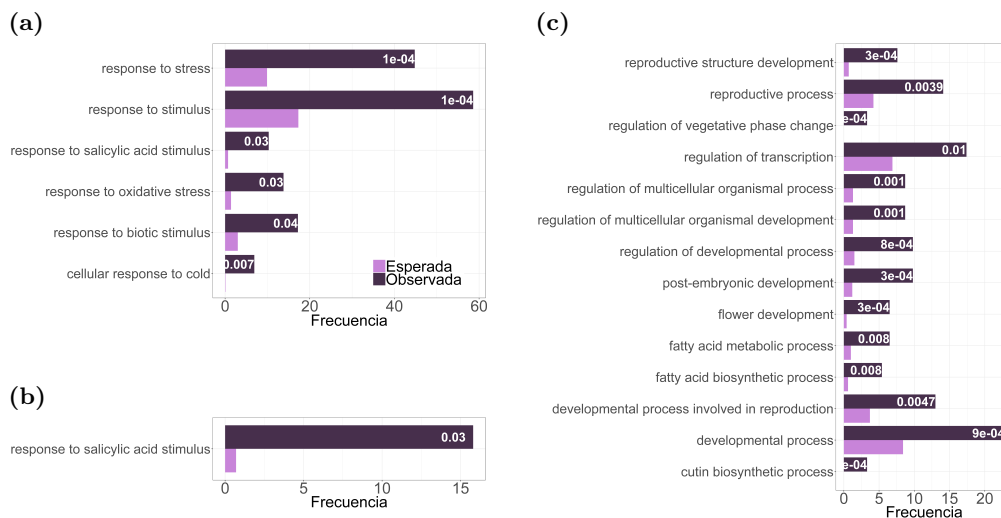 (a)
response to stress
1e-04
response to stimulus
1e-04
response to salicylic acid stimulus
0.03
response to oxidative stress
0.03
response to biotic stimulus
0.04
cellular response to cold
0.007
Esperada
Observada
0 20 40 60
Frecuencia
(b)
response to salicylic acid stimulus
0.03
0 5 10 15
Frecuencia
(c)
reproductive structure development
3e-04
reproductive process
0.0039
regulation of vegetative phase change
e-04
regulation of transcription
0.01
regulation of multicellular organismal process
0.001
regulation of multicellular organismal development
0.001
regulation of developmental process
8e-04
post-embryonic development
3e-04
flower development
3e-04
fatty acid metabolic process
0.008
fatty acid biosynthetic process
0.008
developmental process involved in reproduction
0.0047
developmental process
9e-04
cutin biosynthetic process
e-04
0 5 10 15 20
Frecuencia